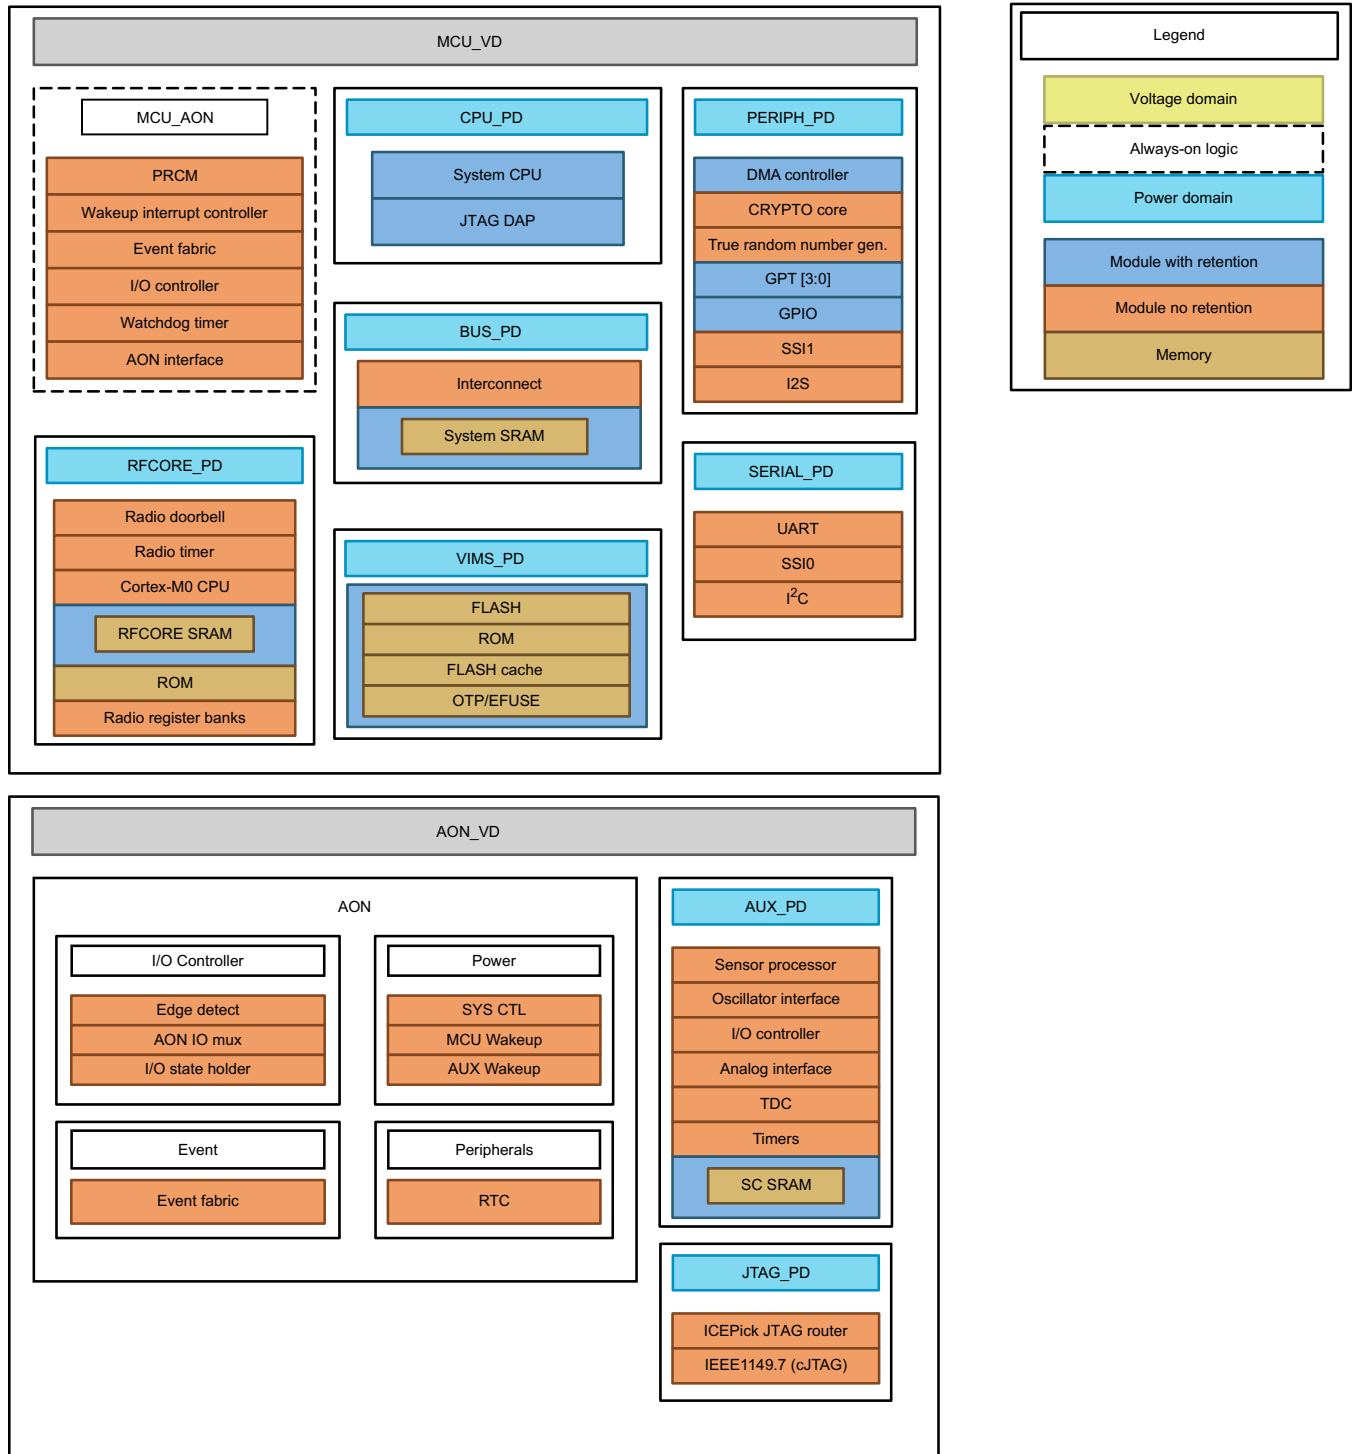 MCU_VD
MCU_AON
PRCM
Wakeup interrupt controller
Event fabric
I/O controller
Watchdog timer
AON interface
CPU_PD
System CPU
JTAG DAP
PERIPH_PD
DMA controller
CRYPTO core
True random number gen.
GPT [3:0]
GPIO
SSI1
I2S
BUS_PD
Interconnect
System SRAM
RFCORE_PD
Radio doorbell
Radio timer
Cortex-M0 CPU
RFCORE SRAM
ROM
Radio register banks
VIMS_PD
FLASH
ROM
FLASH cache
OTP/EFUSE
SERIAL_PD
UART
SSI0
I²C
Legend
Voltage domain
Always-on logic
Power domain
Module with retention
Module no retention
Memory
AON_VD
AON
I/O Controller
Edge detect
AON IO mux
I/O state holder
Power
SYS CTL
MCU Wakeup
AUX Wakeup
Event
Event fabric
Peripherals
RTC
AUX_PD
Sensor processor
Oscillator interface
I/O controller
Analog interface
TDC
Timers
SC SRAM
JTAG_PD
ICEPick JTAG router
IEEE1149.7 (cJTAG)